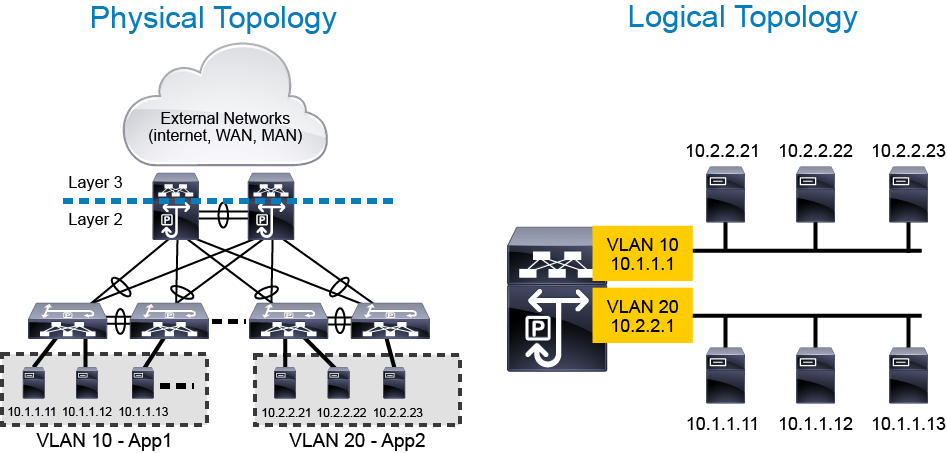 Physical Topology
External Networks
(internet, WAN, MAN)
Layer 3
Layer 2
P
P
P
P
P
P
10.1.1.11
10.1.1.12
10.1.1.13
10.2.2.21
10.2.2.22
10.2.2.23
VLAN 10 - App1
VLAN 20 - App2
Logical Topology
10.2.2.21
10.2.2.22
10.2.2.23
VLAN 10
10.1.1.1
VLAN 20
10.2.2.1
P
10.1.1.11
10.1.1.12
10.1.1.13